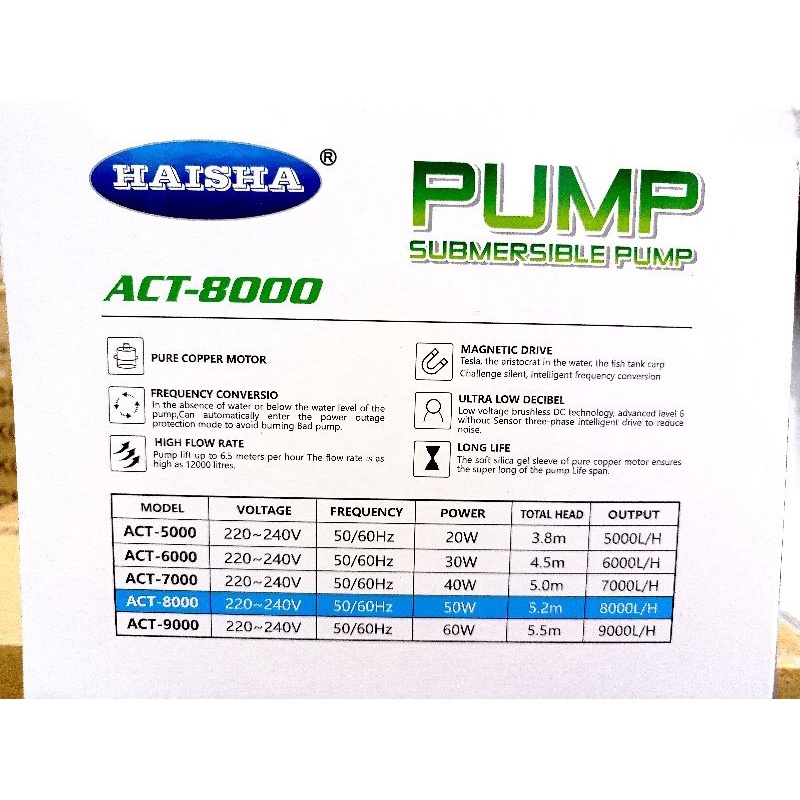 HAISHA ®
PUMP
SUBMERSIBLE PUMP
ACT-8000
PURE COPPER MOTOR
FREQUENCY CONVERSIO
In the absence of water or below the water level of the
pump,Can automatically enter the power outage
protection mode to avoid burning Bad pump.
HIGH FLOW RATE
Pump lift up to 6.5 meters per hour The flow rate is as
high as 12000 litres.
MAGNETIC DRIVE
Tesla, the aristocrat in the water, the fish tank carp
Challenge silent, intelligent frequency conversion
ULTRA LOW DECIBEL
Low voltage brushless DC technology, advanced level 6
without Sensor three-phase intelligent drive to reduce
noise.
LONG LIFE
The soft silica gel sleeve of pure copper motor ensures
the super long of the pump Life span.
MODEL VOLTAGE FREQUENCY POWER TOTAL HEAD OUTPUT
ACT-5000 220~240V 50/60Hz 20W 3.8m 5000L/H
ACT-6000 220~240V 50/60Hz 30W 4.5m 6000L/H
ACT-7000 220~240V 50/60Hz 40W 5.0m 7000L/H
ACT-8000 220~240V 50/60Hz 50W 5.2m 8000L/H
ACT-9000 220~240V 50/60Hz 60W 5.5m 9000L/H